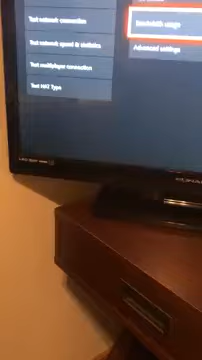 Test network connection
Test network speed & statistics
Test multiplayer connection
Test NAT Type
Bandwidth usage
Advanced settings